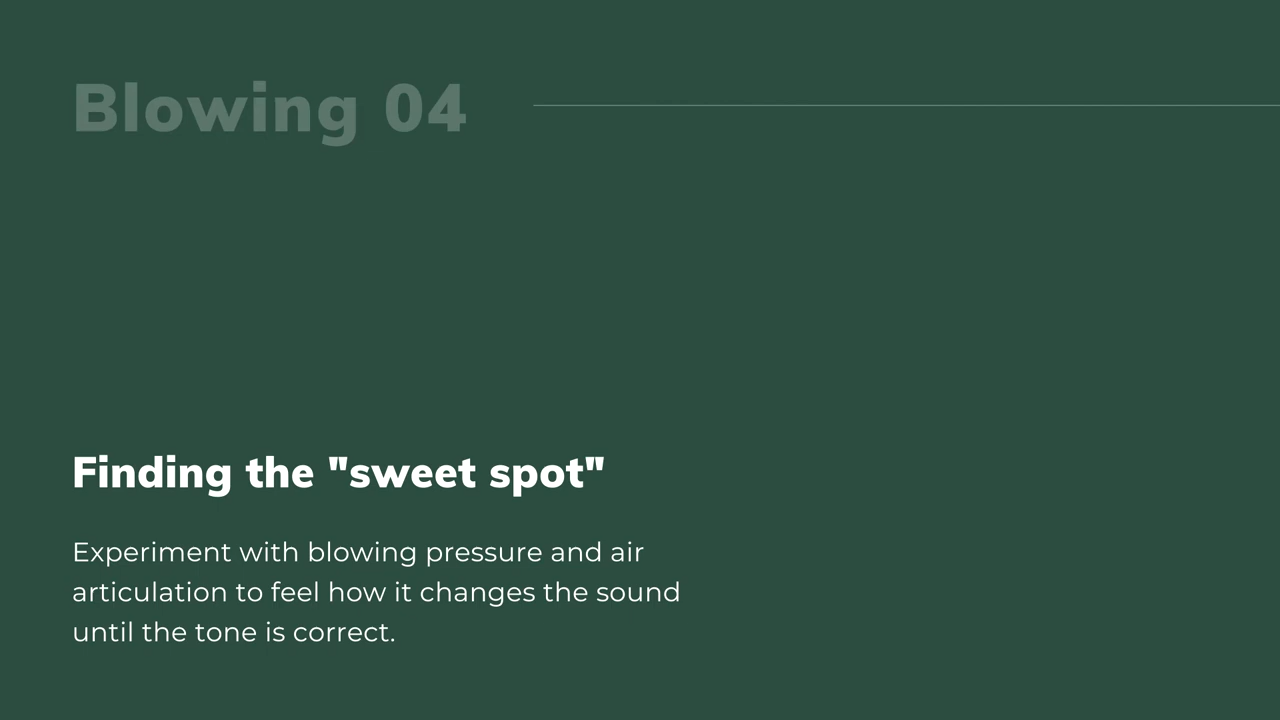 Blowing 04
Finding the "sweet spot"
Experiment with blowing pressure and air
articulation to feel how it changes the sound
until the tone is correct.